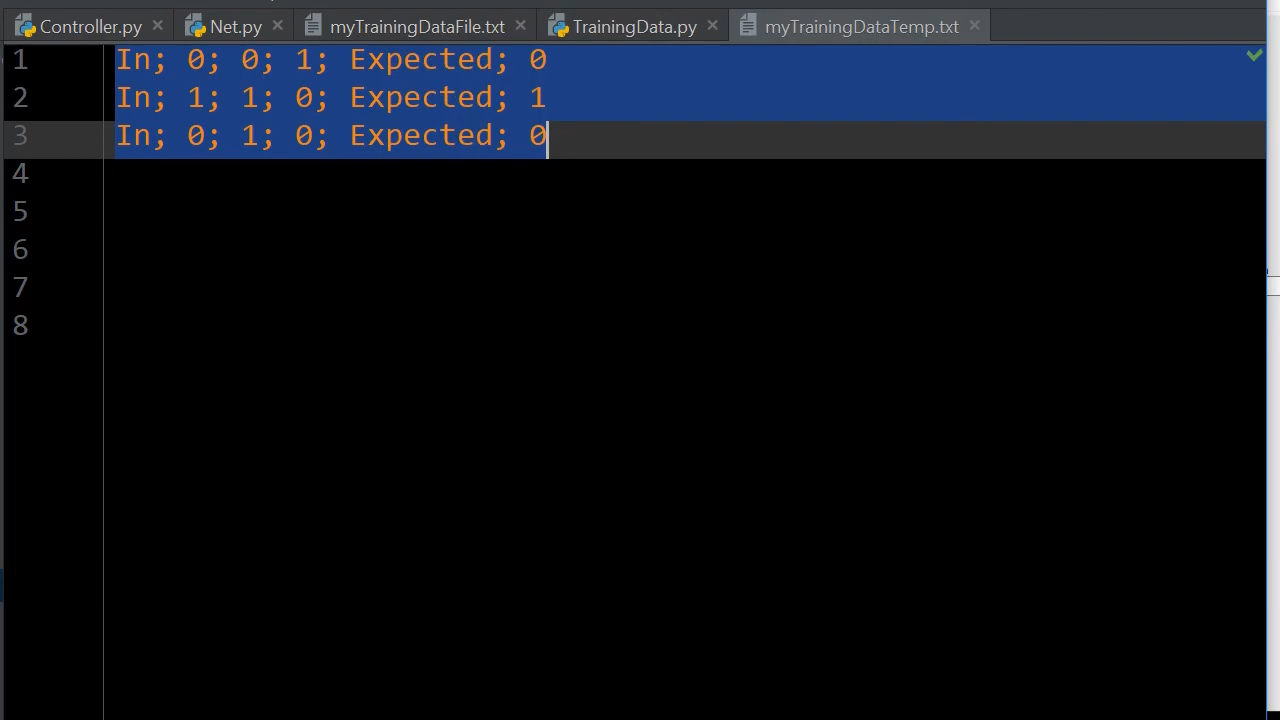 Controller.py Net.py myTrainingDataFile.txt TrainingData.py myTrainingDataTemp.txt
1 In; 0; 0; 1; Expected; 0
2 In; 1; 1; 0; Expected; 1
3 In; 0; 1; 0; Expected; 0
4
5
6
7
8